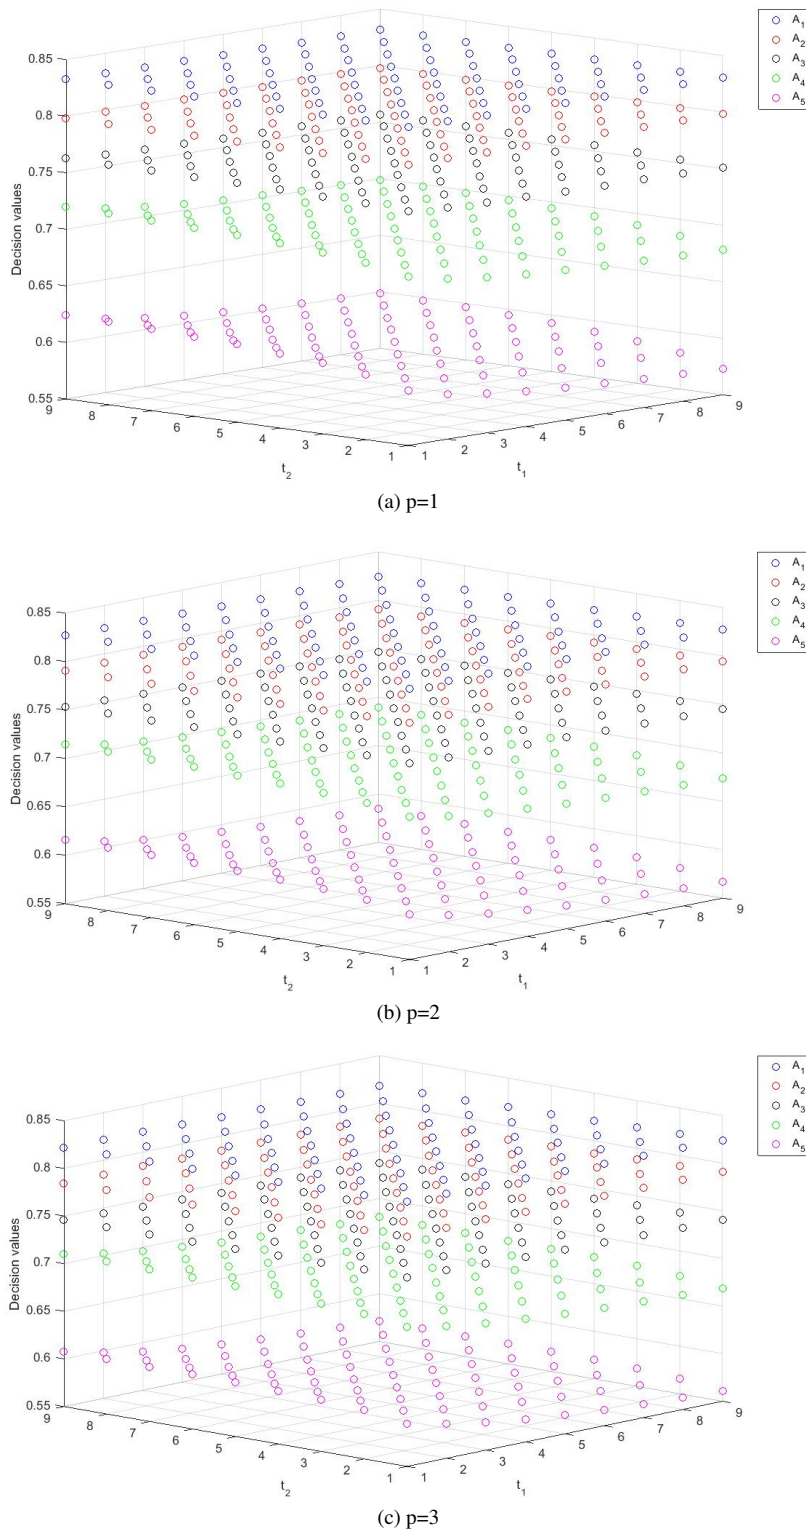 A1
A2
A3
A4
A5
0.85
0.8
0.75
0.7
0.65
0.6
0.55
Decision values
9 8 7 6 5 4 3 2 1
t2
1 2 3 4 5 6 7 8 9
t1
(a) p=1
A1
A2
A3
A4
A5
0.85
0.8
0.75
0.7
0.65
0.6
0.55
Decision values
9 8 7 6 5 4 3 2 1
t2
1 2 3 4 5 6 7 8 9
t1
(b) p=2
A1
A2
A3
A4
A5
0.85
0.8
0.75
0.7
0.65
0.6
0.55
Decision values
9 8 7 6 5 4 3 2 1
t2
1 2 3 4 5 6 7 8 9
t1
(c) p=3